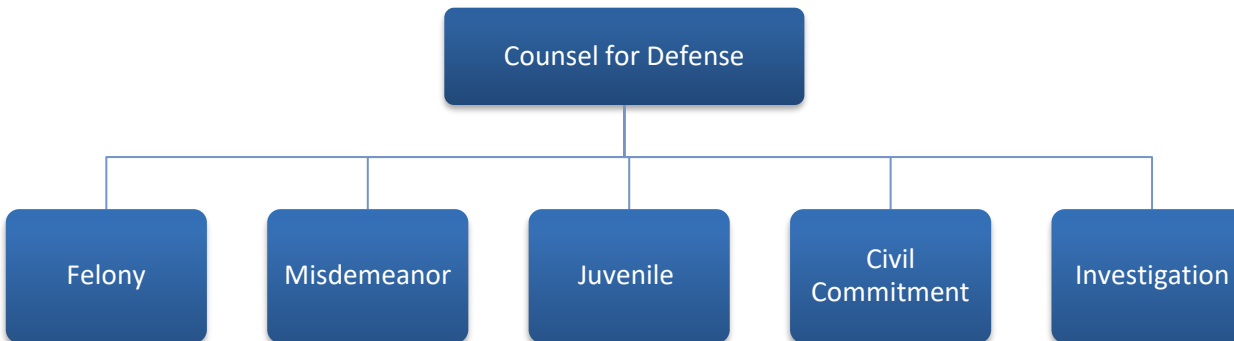 Counsel for Defense
Felony
Misdemeanor
Juvenile
Civil
Commitment
Investigation